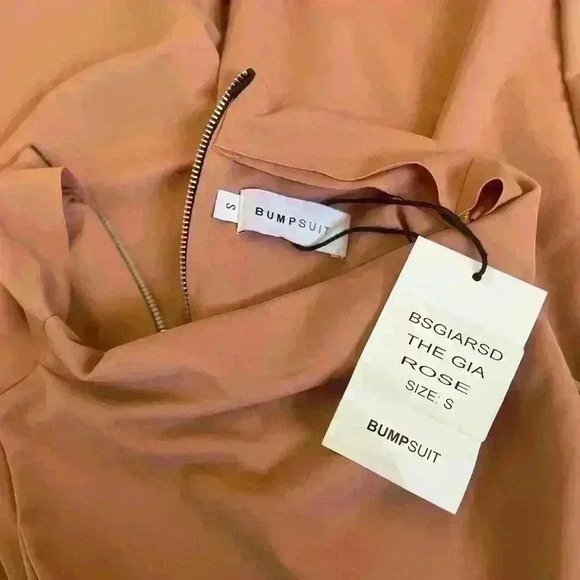 S
BUMPSUIT
BSGIARSD
THE GIA
ROSE
SIZE: S
BUMPSUIT